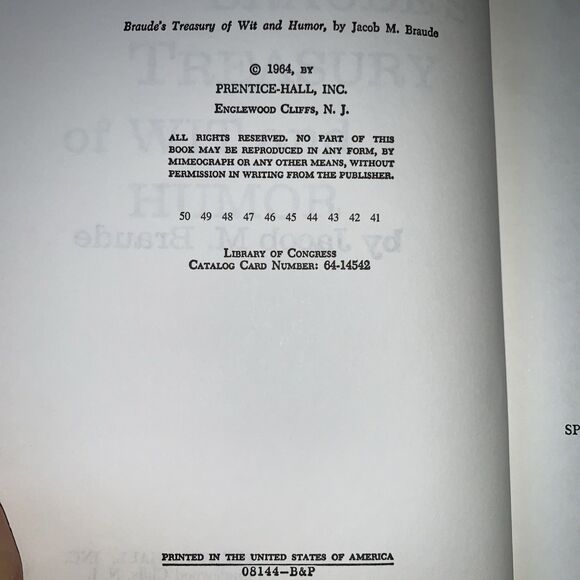 Braude's Treasury of Wit and Humor, by Jacob M. Braude
© 1964, BY
PRENTICE-HALL, INC.
ENGLEWOOD CLIFFS, N. J.
ALL RIGHTS RESERVED. NO PART OF THIS
BOOK MAY BE REPRODUCED IN ANY FORM, BY
MIMEOGRAPH OR ANY OTHER MEANS, WITHOUT
PERMISSION IN WRITING FROM THE PUBLISHER.
50 49 48 47 46 45 44 43 42 41
LIBRARY OF CONGRESS
CATALOG CARD NUMBER: 64-14542
SP
PRINTED IN THE UNITED STATES OF AMERICA
08144-B&P